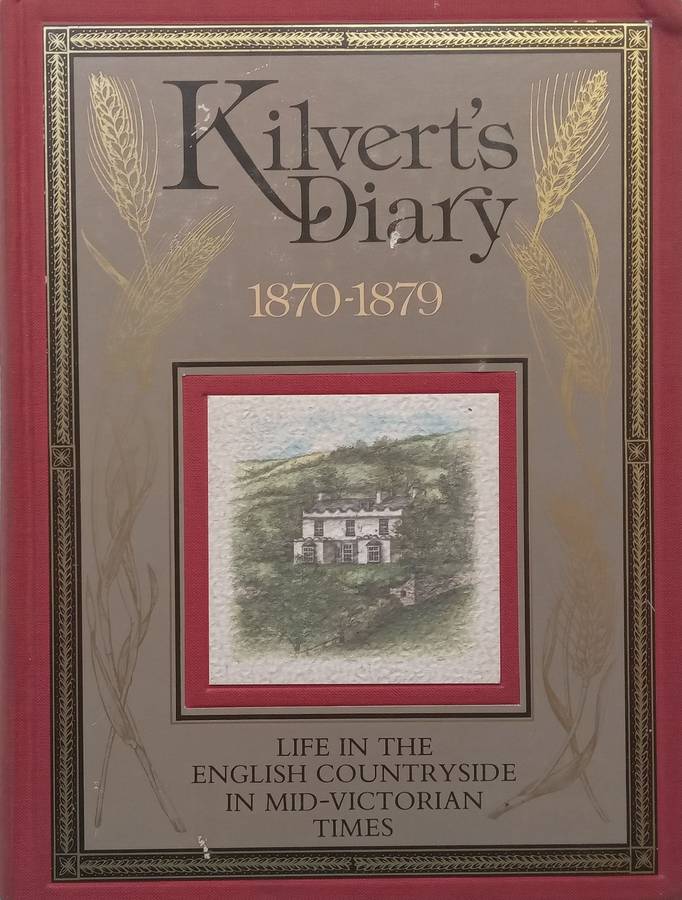 Kilvert's
Diary
1870-1879
LIFE IN THE
ENGLISH COUNTRYSIDE
IN MID-VICTORIAN
TIMES